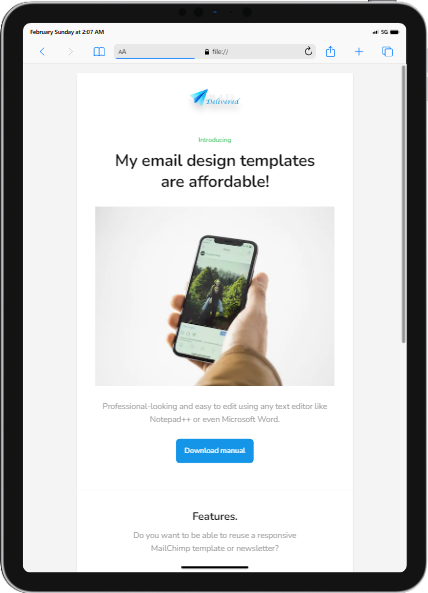 February Sunday at 2:07 AM
5G
AA
file://
Delivered
Introducing
My email design templates
are affordable!
Professional-looking and easy to edit using any text editor like
Notepad++ or even Microsoft Word.
Download manual
Features.
Do you want to be able to reuse a responsive
MailChimp template or newsletter?